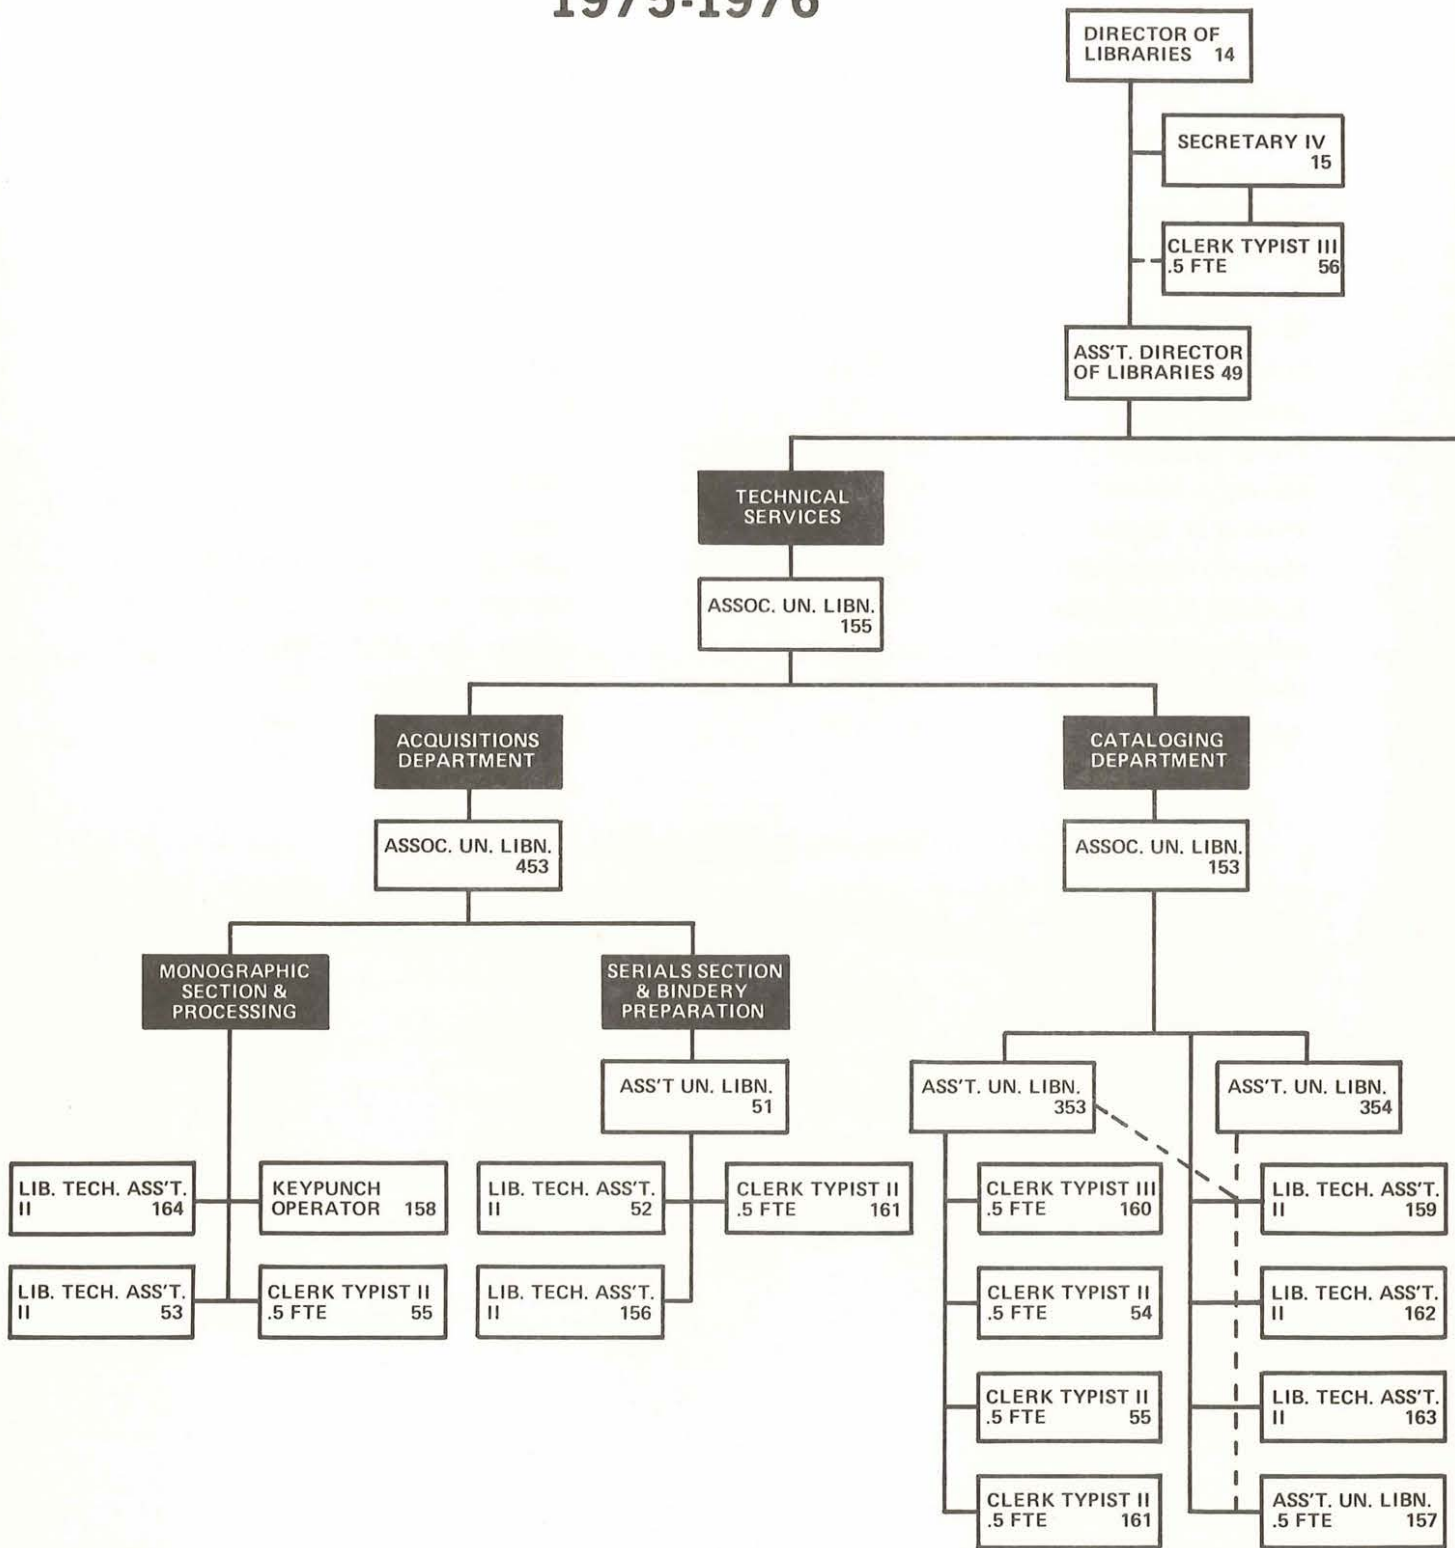 1975-1976
DIRECTOR OF
LIBRARIES 14
SECRETARY IV
15
CLERK TYPIST III
.5 FTE 56
ASS'T. DIRECTOR
OF LIBRARIES 49
TECHNICAL
SERVICES
ASSOC. UN. LIBN.
155
ACQUISITIONS
DEPARTMENT
CATALOGING
DEPARTMENT
ASSOC. UN. LIBN.
453
ASSOC. UN. LIBN.
153
MONOGRAPHIC
SECTION &
PROCESSING
SERIALS SECTION
& BINDERY
PREPARATION
ASS'T UN. LIBN.
51
ASS'T. UN. LIBN.
353
ASS'T. UN. LIBN.
354
LIB. TECH. ASS'T.
II 164
KEYPUNCH
OPERATOR 158
LIB. TECH. ASS'T.
II 52
CLERK TYPIST II
.5 FTE 161
CLERK TYPIST III
.5 FTE 160
LIB. TECH. ASS'T.
II 159
LIB. TECH. ASS'T.
II 53
CLERK TYPIST II
.5 FTE 55
LIB. TECH. ASS'T.
II 156
CLERK TYPIST II
.5 FTE 54
LIB. TECH. ASS'T.
II 162
CLERK TYPIST II
.5 FTE 55
LIB. TECH. ASS'T.
II 163
CLERK TYPIST II
.5 FTE 161
ASS'T. UN. LIBN.
.5 FTE 157